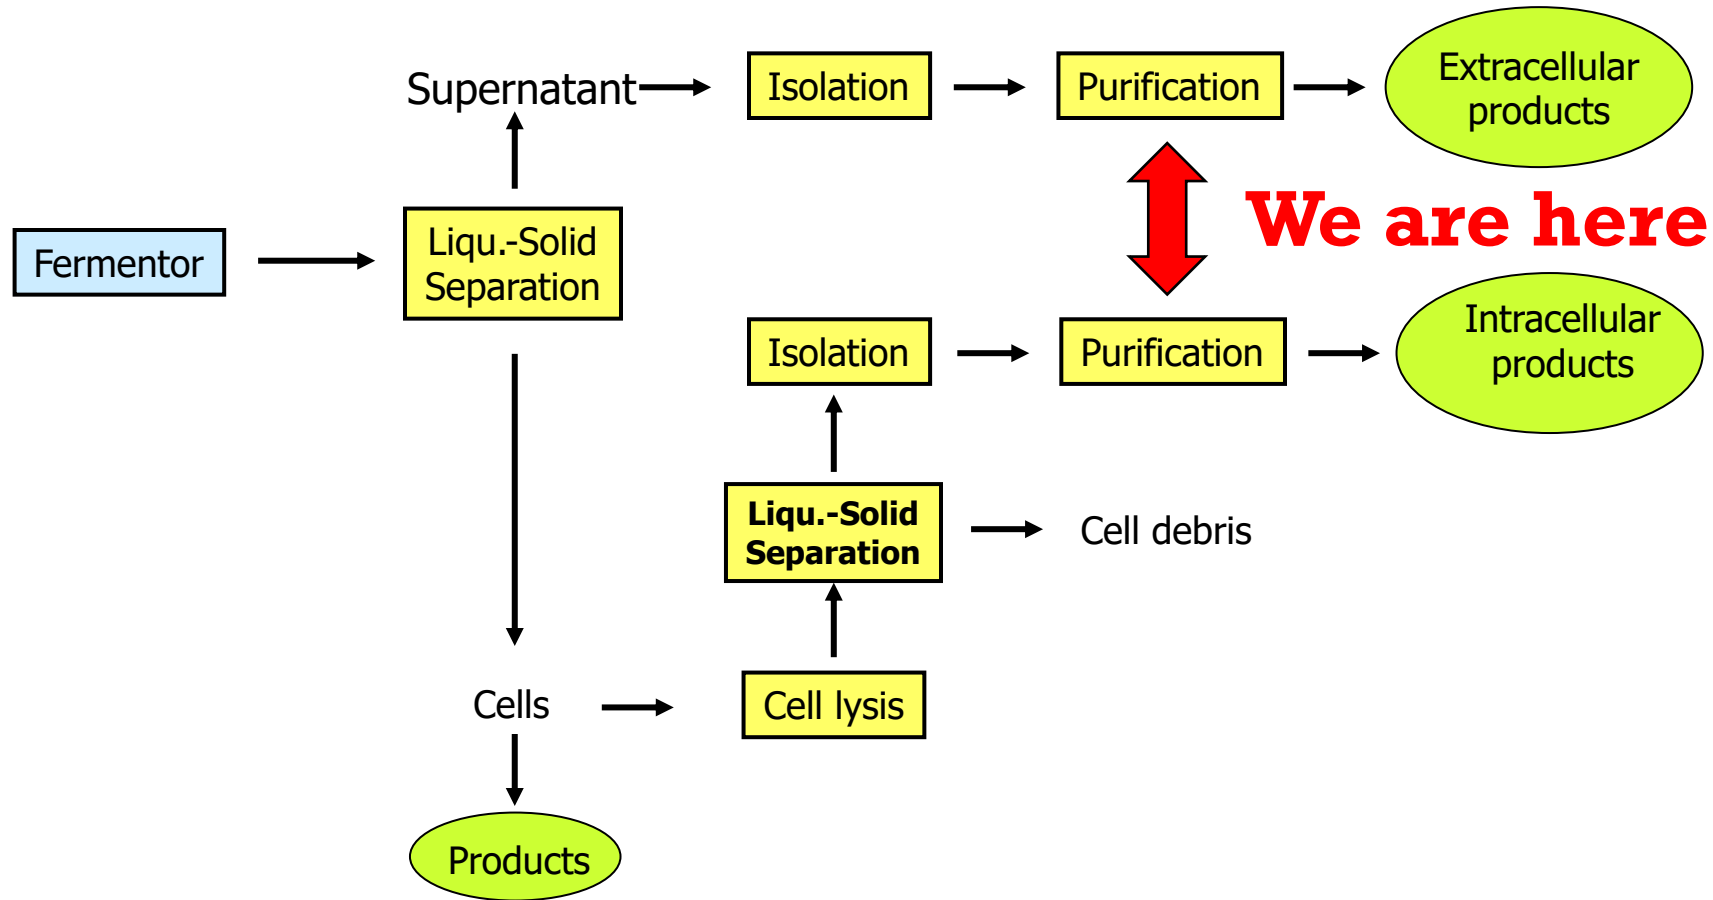 Supernatant
Isolation
Purification
Extracellular
products
We are here
Fermentor
Liqu.-Solid
Separation
Isolation
Purification
Intracellular
products
Liqu.-Solid
Separation
Cell debris
Cells
Cell lysis
Products